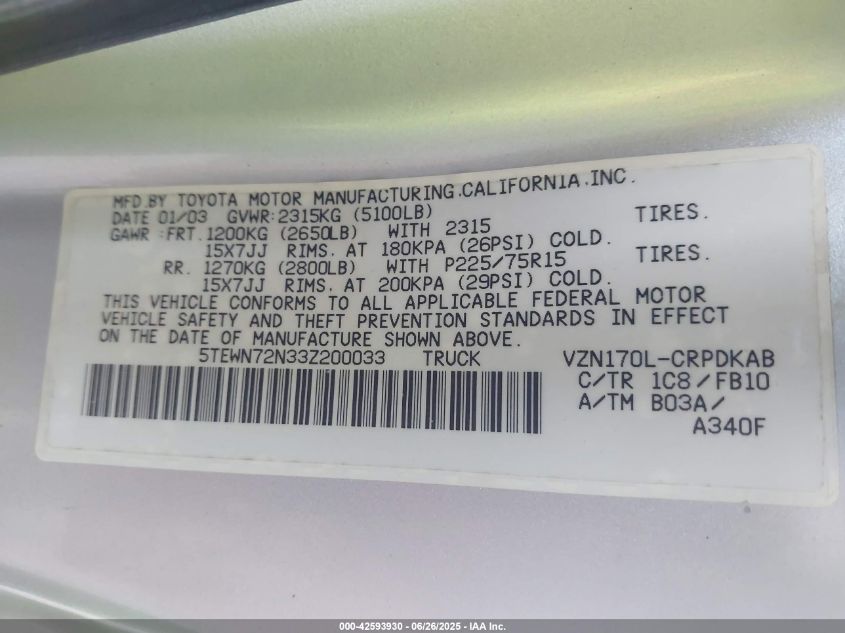 MFD.BY TOYOTA MOTOR MANUFACTURING.CALIFORNIA.INC.
DATE 01/03 GVWR:2315KG (5100LB)
GAWR :FRT.1200KG (2650LB) WITH 2315 TIRES.
15X7JJ RIMS. AT 180KPA (26PSI) COLD.
RR. 1270KG (2800LB) WITH P225/75R15 TIRES.
15X7JJ RIMS. AT 200KPA (29PSI) COLD.
THIS VEHICLE CONFORMS TO ALL APPLICABLE FEDERAL MOTOR
VEHICLE SAFETY AND THEFT PREVENTION STANDARDS IN EFFECT
ON THE DATE OF MANUFACTURE SHOWN ABOVE.
5TEWN72N33Z200033 TRUCK VZN170L-CRPDKAB
C/TR 1C8/FB10
A/TM B03A/
A340F
000-42593930 - 06/26/2025 - IAA Inc.